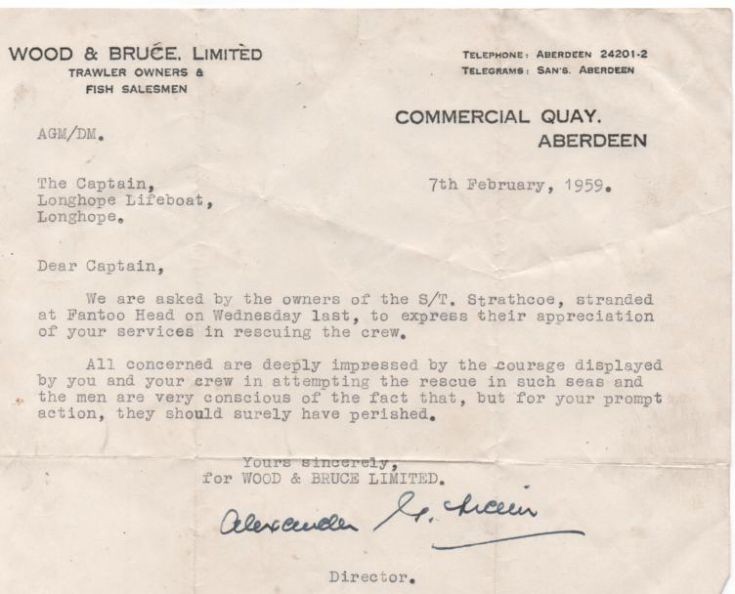 WOOD & BRUCE, LIMITED
TRAWLER OWNERS &
FISH SALESMEN
TELEPHONE: ABERDEEN 24201-2
TELEGRAMS: SAN'S. ABERDEEN
COMMERCIAL QUAY.
ABERDEEN
AGM/DM.
7th February, 1959.
The Captain,
Longhope Lifeboat,
Longhope.
Dear Captain,
We are asked by the owners of the S/T. Strathcoe, stranded
at Fantoo Head on Wednesday last, to express their appreciation
of your services in rescuing the crew.
All concerned are deeply impressed by the courage displayed
by you and your crew in attempting the rescue in such seas and
the men are very conscious of the fact that, but for your prompt
action, they should surely have perished.
Yours sincerely,
for WOOD & BRUCE LIMITED.
Alexander G.
Director.